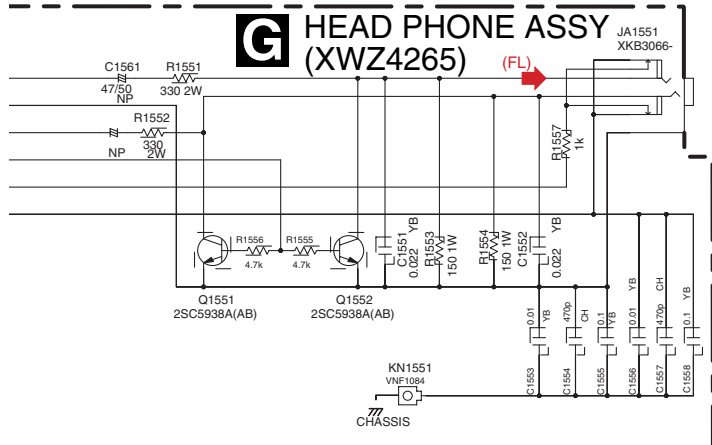 G HEAD PHONE ASSY
(XWZ4265)
(FL)
JA1551
XKB3066-
C1561
47/50
NP
R1551
330 2W
R1552
330
2W
NP
R1557
1k
R1556
4.7k
R1555
4.7k
Q1551
2SC5938A(AB)
Q1552
2SC5938A(AB)
C1551
0.022
YB
R1553
150 1W
R1554
150 1W
C1552
0.022
YB
C1553
0.01
YB
C1554
470p
CH
C1555
0.1
YB
C1556
0.01
YB
C1557
470p
CH
C1558
0.1
YB
KN1551
VNF1084
CHASSIS